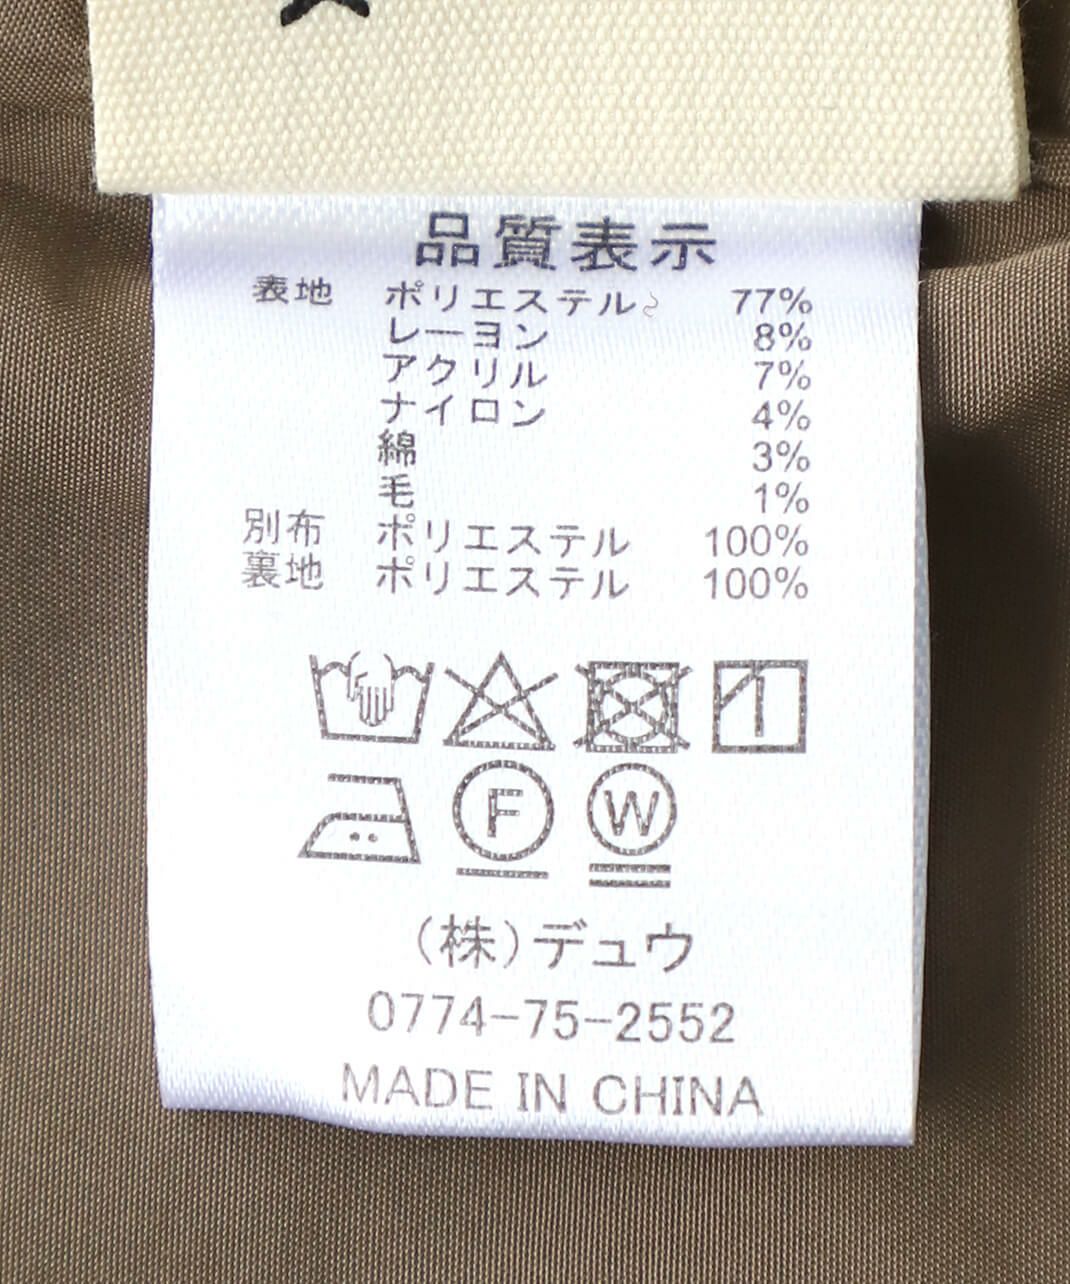 品質表示
表地 ポリエステル 77%
レーヨン 8%
アクリル 7%
ナイロン 4%
綿 3%
毛 1%
別布 ポリエステル 100%
裏地 ポリエステル 100%
F W
(株)デュウ
0774-75-2552
MADE IN CHINA